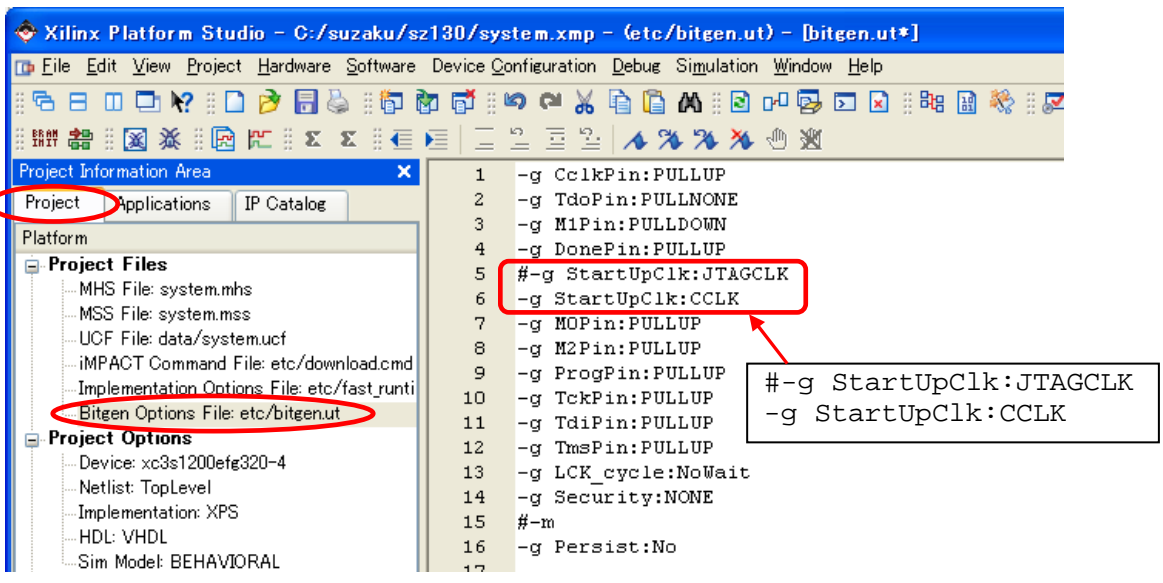 Xilinx Platform Studio - C:/suzaku/sz130/system.xmp - (etc/bitgen.ut) - [bitgen.ut*]
File Edit View Project Hardware Software Device Configuration Debug Simulation Window Help
BRAM INIT
Project Information Area
Project Applications IP Catalog
Platform
Project Files
MHS File: system.mhs
MSS File: system.mss
UCF File: data/system.ucf
iMPACT Command File: etc/download.cmd
Implementation Options File: etc/fast_runti
Bitgen Options File: etc/bitgen.ut
Project Options
Device: xc3s1200efg320-4
Netlist: TopLevel
Implementation: XPS
HDL: VHDL
Sim Model: BEHAVIORAL
1 -g CclkPin:PULLUP
2 -g TdoPin:PULLNONE
3 -g M1Pin:PULLDOWN
4 -g DonePin:PULLUP
5 #-g StartUpClk:JTAGCLK
6 -g StartUpClk:CCLK
7 -g M0Pin:PULLUP
8 -g M2Pin:PULLUP
9 -g ProgPin:PULLUP
10 -g TckPin:PULLUP
11 -g TdiPin:PULLUP
12 -g TmsPin:PULLUP
13 -g LCK_cycle:NoWait
14 -g Security:NONE
15 #-m
16 -g Persist:No
17
#-g StartUpClk:JTAGCLK
-g StartUpClk:CCLK